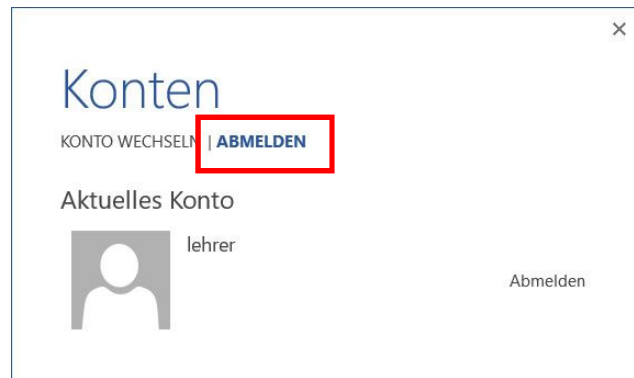 Konten
KONTO WECHSELN | ABMELDEN
Aktuelles Konto
lehrer
Abmelden